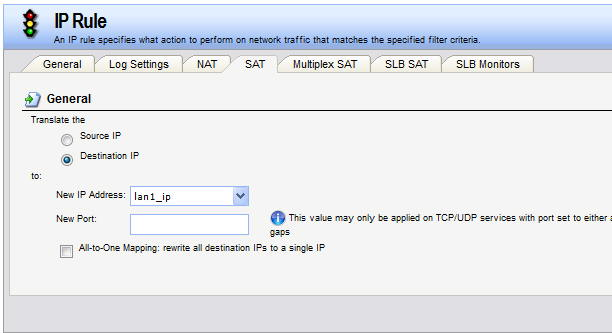 IP Rule
An IP rule specifies what action to perform on network traffic that matches the specified filter criteria.
General Log Settings NAT SAT Multiplex SAT SLB SAT SLB Monitors
General
Translate the
Source IP
Destination IP
to:
New IP Address: lan1_ip
New Port: This value may only be applied on TCP/UDP services with port set to either a
gaps
All-to-One Mapping: rewrite all destination IPs to a single IP